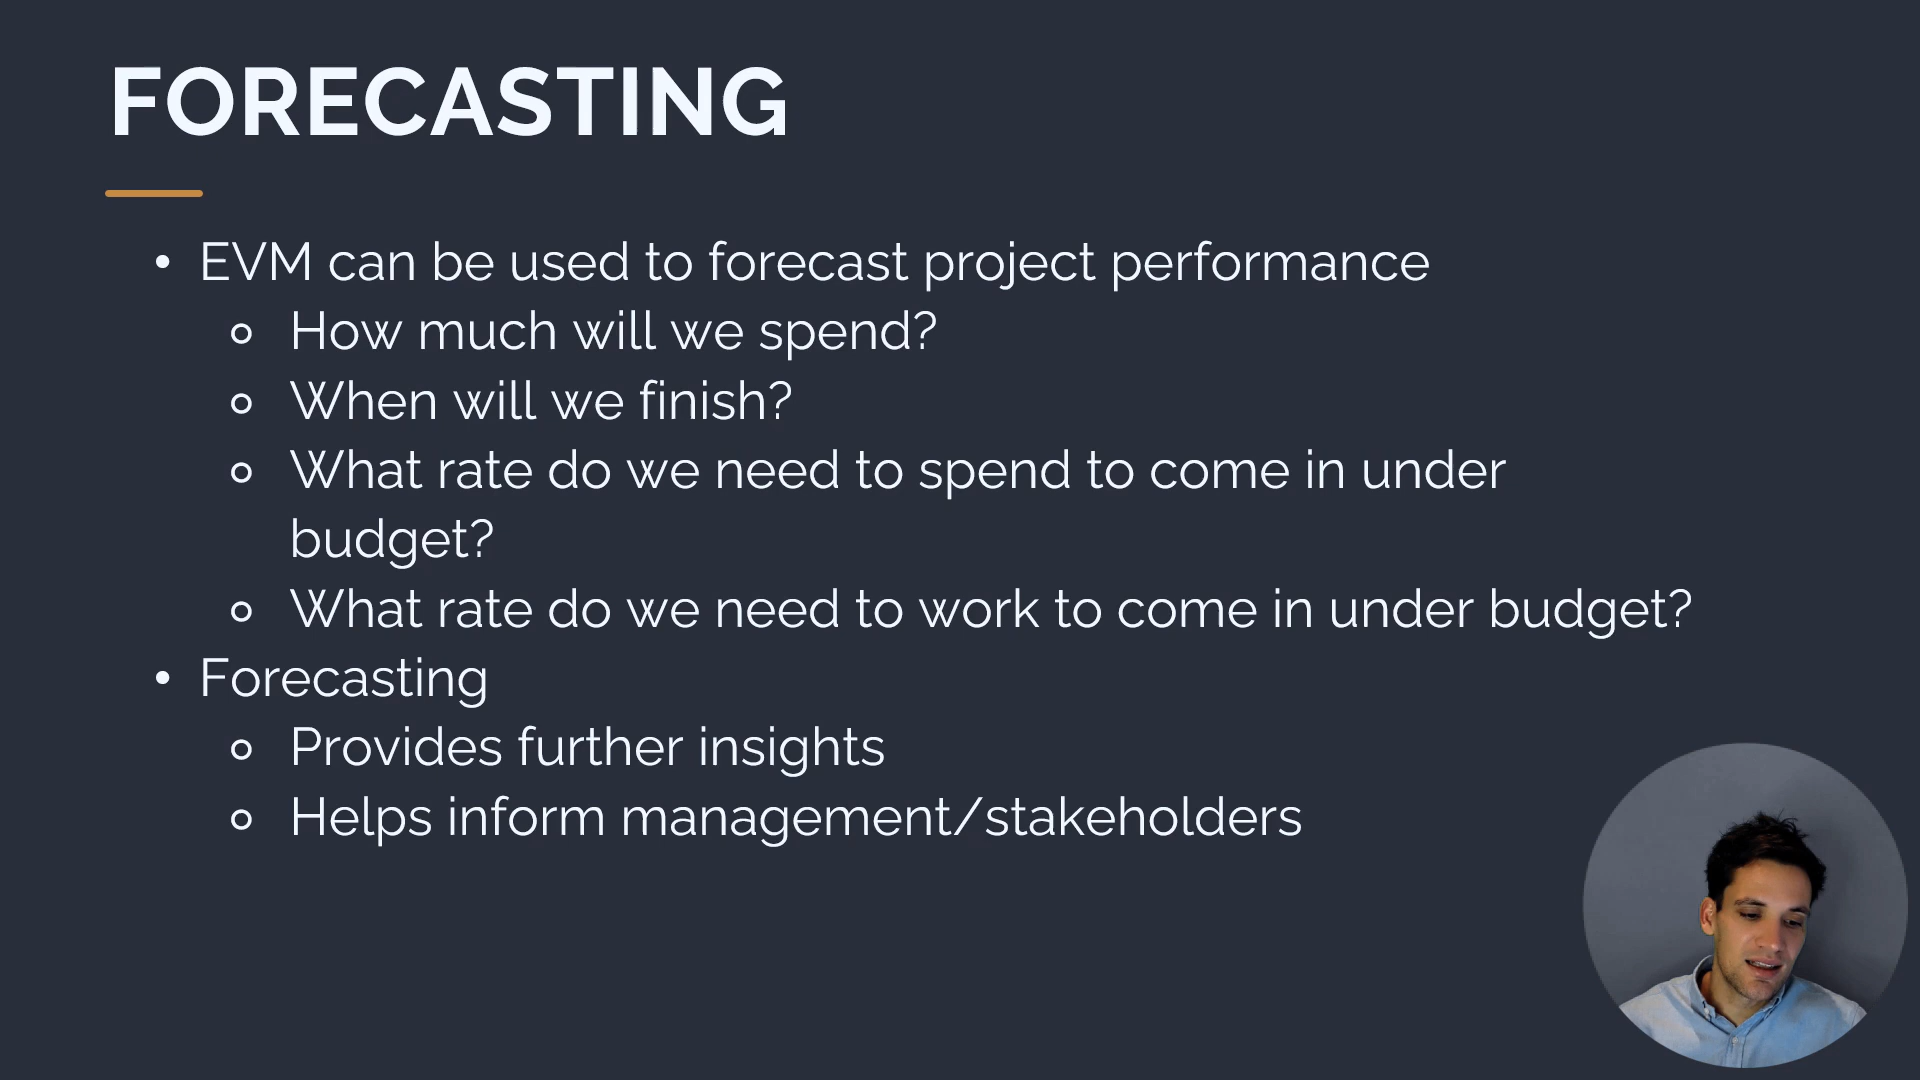 FORECASTING
• EVM can be used to forecast project performance
○ How much will we spend?
○ When will we finish?
○ What rate do we need to spend to come in under
budget?
○ What rate do we need to work to come in under budget?
• Forecasting
○ Provides further insights
○ Helps inform management/stakeholders